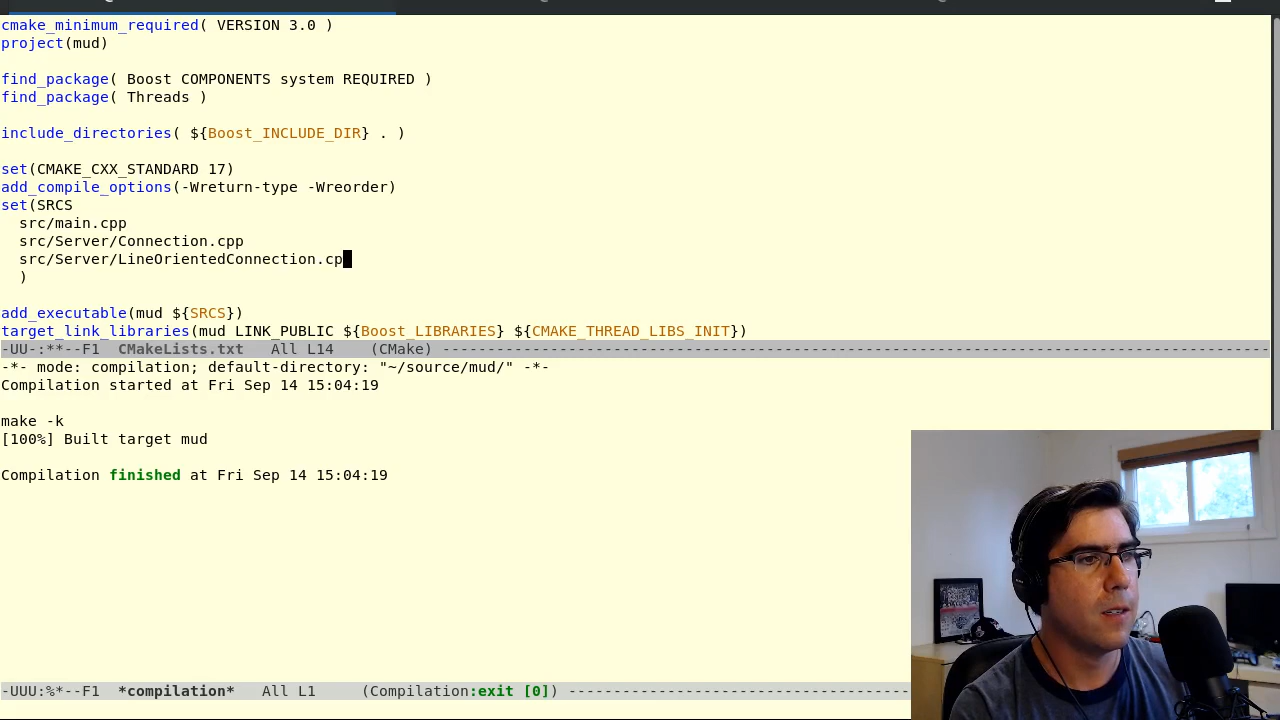 cmake_minimum_required( VERSION 3.0 )
project(mud)
find_package( Boost COMPONENTS system REQUIRED )
find_package( Threads )
include_directories( ${Boost_INCLUDE_DIR} . )
set(CMAKE_CXX_STANDARD 17)
add_compile_options(-Wreturn-type -Wreorder)
set(SRCS
  src/main.cpp
  src/Server/Connection.cpp
  src/Server/LineOrientedConnection.cp
  )
add_executable(mud ${SRCS})
target_link_libraries(mud LINK_PUBLIC ${Boost_LIBRARIES} ${CMAKE_THREAD_LIBS_INIT})
-UU-:**--F1  CMakeLists.txt   All L14    (CMake) --------------------------------------------------------------------------------------------
-*- mode: compilation; default-directory: "~/source/mud/" -*-
Compilation started at Fri Sep 14 15:04:19
make -k
[100%] Built target mud
Compilation finished at Fri Sep 14 15:04:19
-UUU:%*--F1  *compilation*   All L1     (Compilation:exit [0]) --------------------------------------